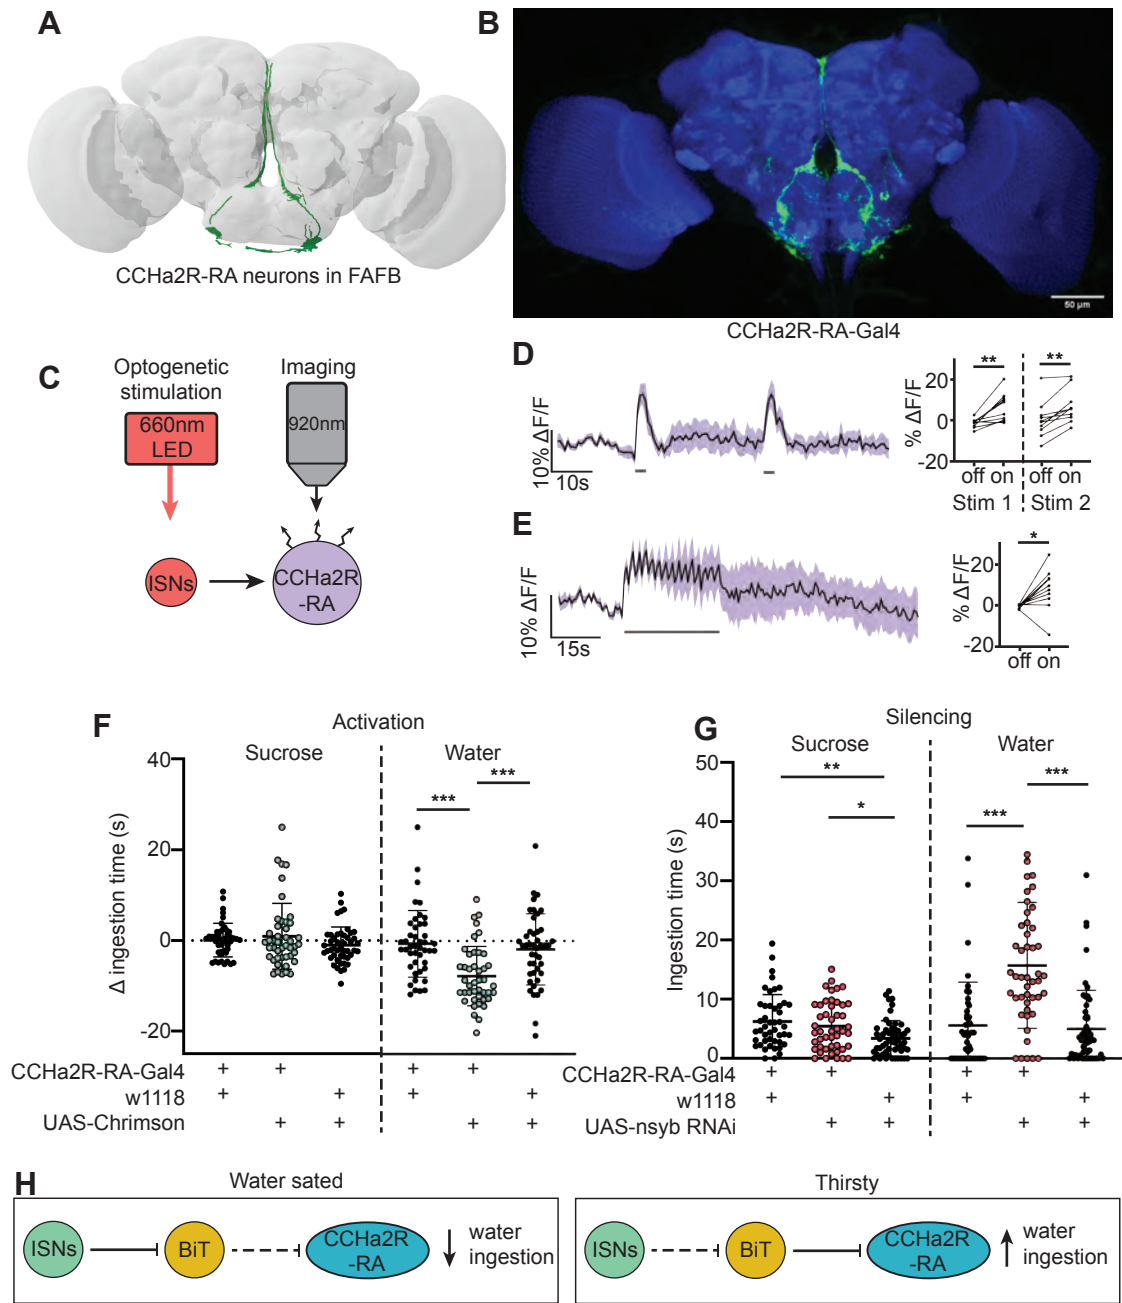 A
B
CCHa2R-RA neurons in FAFB
50 µm
CCHa2R-RA-Gal4
C
Optogenetic
stimulation
Imaging
660nm
LED
920nm
ISNs
CCHa2R
-RA
D
10% ΔF/F
10s
% ΔF/F
20
0
-20
**
**
off on
off on
Stim 1
Stim 2
E
10% ΔF/F
15s
% ΔF/F
20
0
-20
*
off on
F
Activation
Sucrose
Water
Δ ingestion time (s)
40
20
0
-20
***
***
CCHa2R-RA-Gal4 + + + +
w1118 + + + +
UAS-Chrimson + + + +
G
Silencing
Sucrose
Water
Ingestion time (s)
50
40
30
20
10
0
**
*
***
***
CCHa2R-RA-Gal4 + + + +
w1118 + + + +
UAS-nsyb RNAi + + + +
H
Water sated
ISNs
BiT
CCHa2R
-RA
water
ingestion
Thirsty
ISNs
BiT
CCHa2R
-RA
water
ingestion